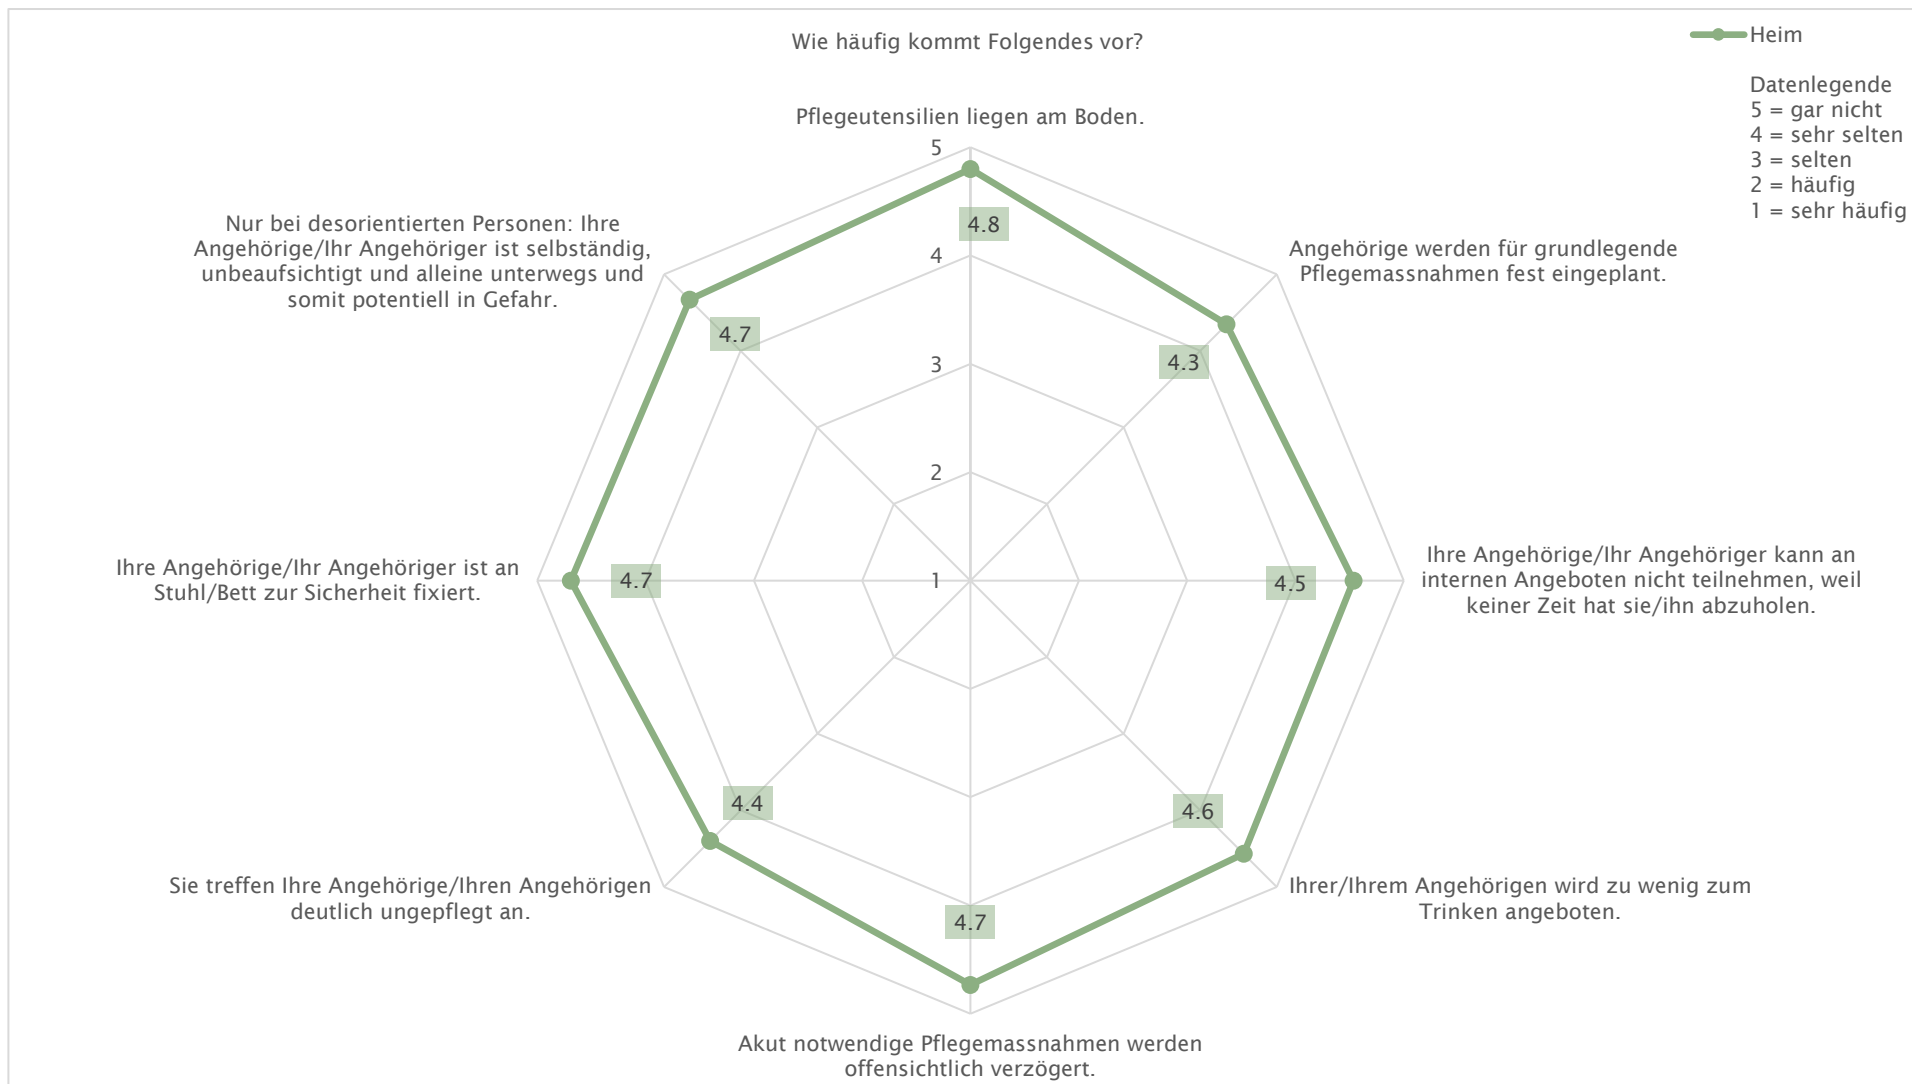 Wie häufig kommt Folgendes vor?
Heim
Datenlegende
5 = gar nicht
4 = sehr selten
3 = selten
2 = häufig
1 = sehr häufig
Pflegeutensilien liegen am Boden.
5
4
3
2
1
4.8
Angehörige werden für grundlegende
Pflegemassnahmen fest eingeplant.
4.3
Ihre Angehörige/Ihr Angehöriger kann an
internen Angeboten nicht teilnehmen, weil
keiner Zeit hat sie/ihn abzuholen.
4.5
Ihrer/Ihrem Angehörigen wird zu wenig zum
Trinken angeboten.
4.6
Akut notwendige Pflegemassnahmen werden
offensichtlich verzögert.
4.7
Sie treffen Ihre Angehörige/Ihren Angehörigen
deutlich ungepflegt an.
4.4
Ihre Angehörige/Ihr Angehöriger ist an
Stuhl/Bett zur Sicherheit fixiert.
4.7
Nur bei desorientierten Personen: Ihre
Angehörige/Ihr Angehöriger ist selbständig,
unbeaufsichtigt und alleine unterwegs und
somit potentiell in Gefahr.
4.7